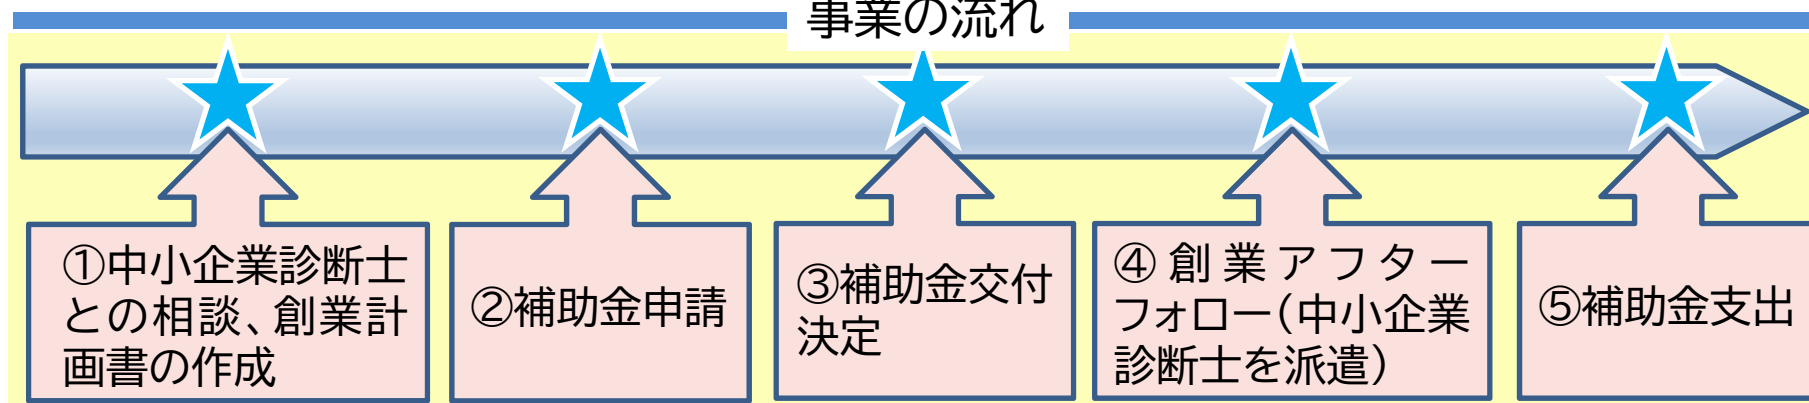 事業の流れ
①中小企業診断士
との相談、創業計
画書の作成
②補助金申請
③補助金交付
決定
④創業アフター
フォロー(中小企業
診断士を派遣)
⑤補助金支出